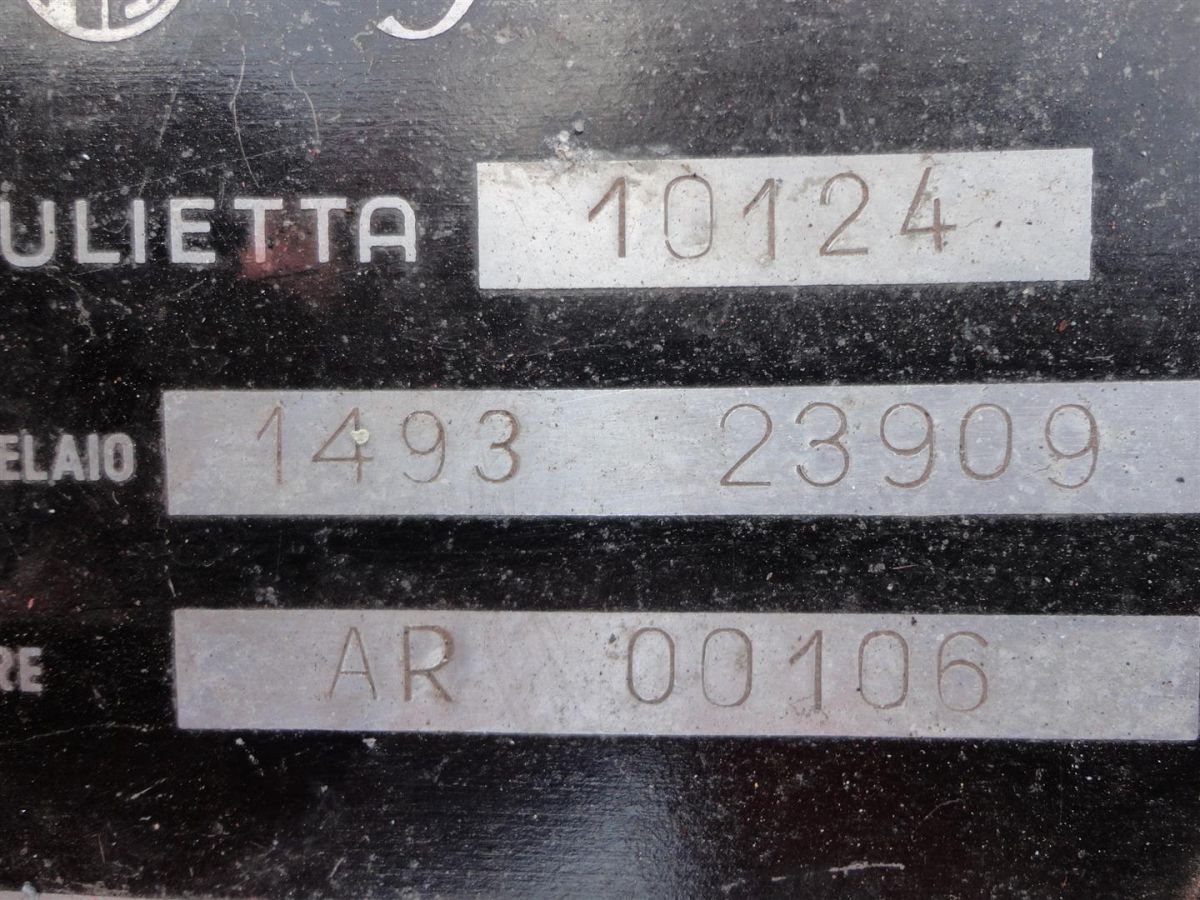 ULIETTA 10124
ELAIO 1493 23909
RE AR 00106